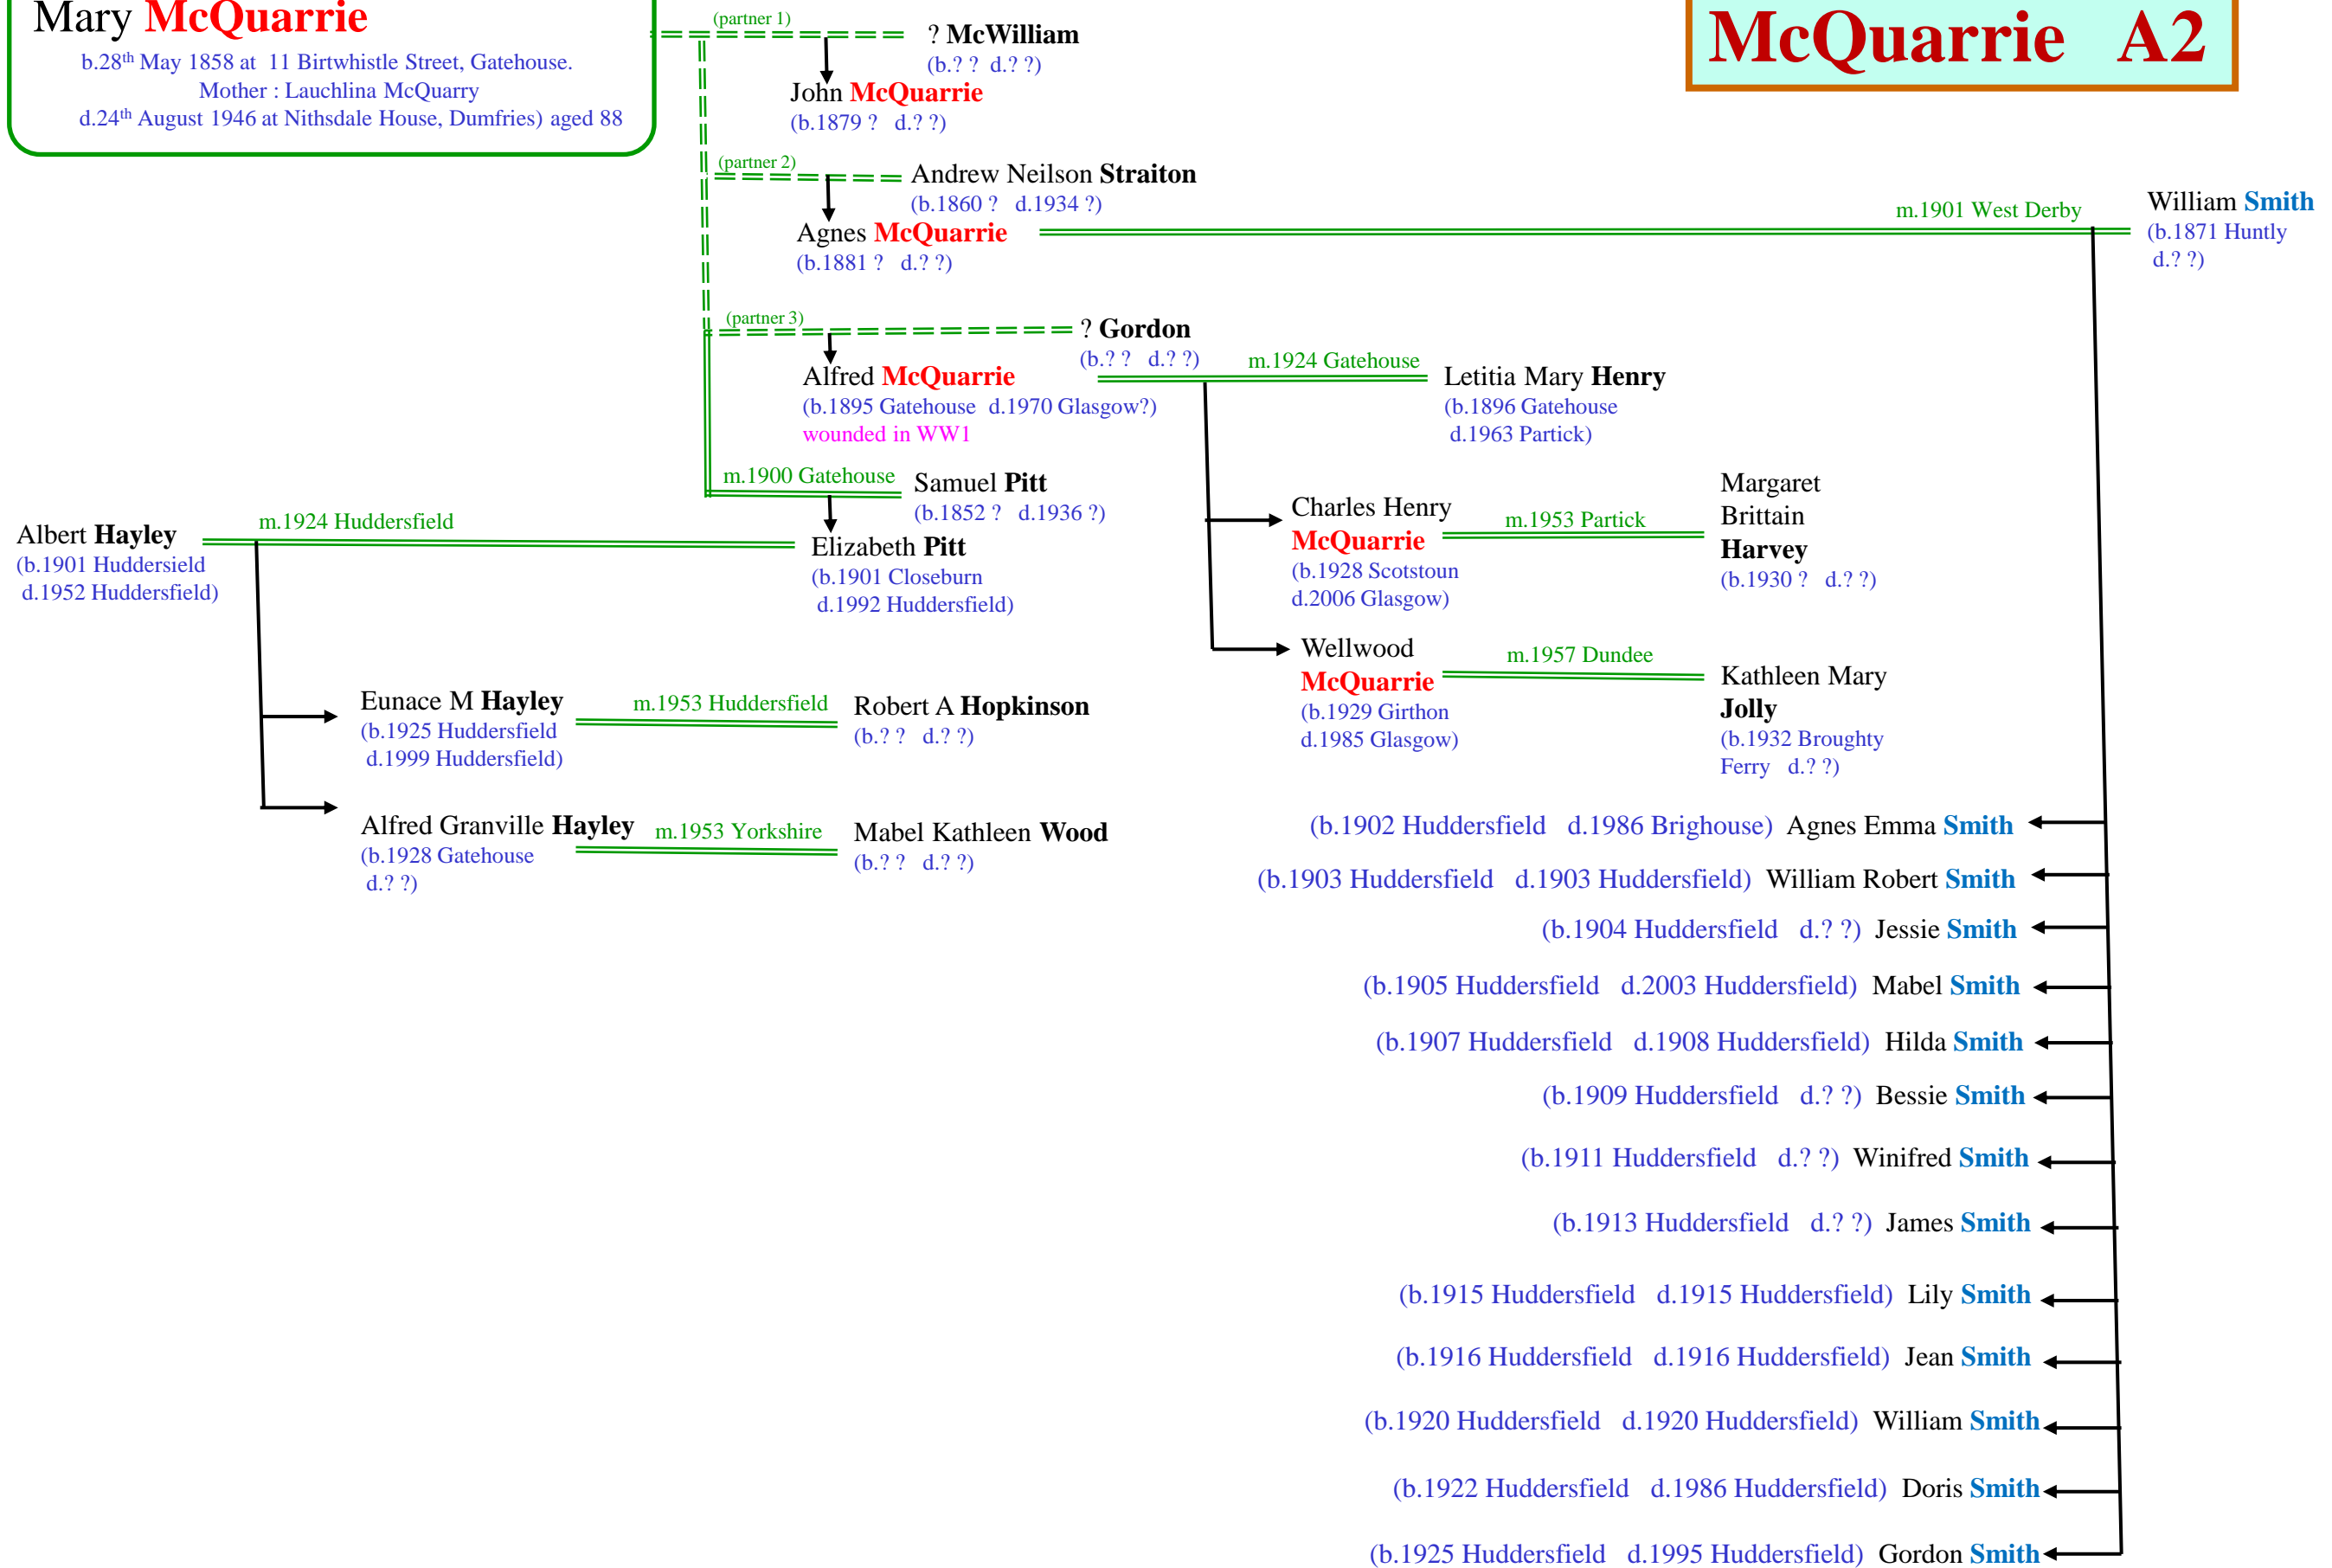 Mary McQuarrie
b.28th May 1858 at 11 Birtwhistle Street, Gatehouse.
Mother : Lauchlina McQuarry
d.24th August 1946 at Nithsdale House, Dumfries) aged 88
McQuarrie A2
(partner 1)
? McWilliam
(b.? ? d.? ?)
John McQuarrie
(b.1879 ? d.? ?)
(partner 2)
Andrew Neilson Straiton
(b.1860 ? d.1934 ?)
Agnes McQuarrie
(b.1881 ? d.? ?)
m.1901 West Derby
William Smith
(b.1871 Huntly
d.? ?)
(partner 3)
? Gordon
(b.? ? d.? ?)
Alfred McQuarrie
(b.1895 Gatehouse d.1970 Glasgow?)
wounded in WW1
m.1924 Gatehouse
Letitia Mary Henry
(b.1896 Gatehouse
d.1963 Partick)
m.1900 Gatehouse
Samuel Pitt
(b.1852 ? d.1936 ?)
Albert Hayley
(b.1901 Huddersield
d.1952 Huddersfield)
m.1924 Huddersfield
Elizabeth Pitt
(b.1901 Closeburn
d.1992 Huddersfield)
Charles Henry
McQuarrie
(b.1928 Scotstoun
d.2006 Glasgow)
m.1953 Partick
Margaret
Brittain
Harvey
(b.1930 ? d.? ?)
Wellwood
McQuarrie
(b.1929 Girthon
d.1985 Glasgow)
m.1957 Dundee
Kathleen Mary
Jolly
(b.1932 Broughty
Ferry d.? ?)
Eunace M Hayley
(b.1925 Huddersfield
d.1999 Huddersfield)
m.1953 Huddersfield
Robert A Hopkinson
(b.? ? d.? ?)
Alfred Granville Hayley
(b.1928 Gatehouse
d.? ?)
m.1953 Yorkshire
Mabel Kathleen Wood
(b.? ? d.? ?)
(b.1902 Huddersfield d.1986 Brighouse) Agnes Emma Smith
(b.1903 Huddersfield d.1903 Huddersfield) William Robert Smith
(b.1904 Huddersfield d.? ?) Jessie Smith
(b.1905 Huddersfield d.2003 Huddersfield) Mabel Smith
(b.1907 Huddersfield d.1908 Huddersfield) Hilda Smith
(b.1909 Huddersfield d.? ?) Bessie Smith
(b.1911 Huddersfield d.? ?) Winifred Smith
(b.1913 Huddersfield d.? ?) James Smith
(b.1915 Huddersfield d.1915 Huddersfield) Lily Smith
(b.1916 Huddersfield d.1916 Huddersfield) Jean Smith
(b.1920 Huddersfield d.1920 Huddersfield) William Smith
(b.1922 Huddersfield d.1986 Huddersfield) Doris Smith
(b.1925 Huddersfield d.1995 Huddersfield) Gordon Smith